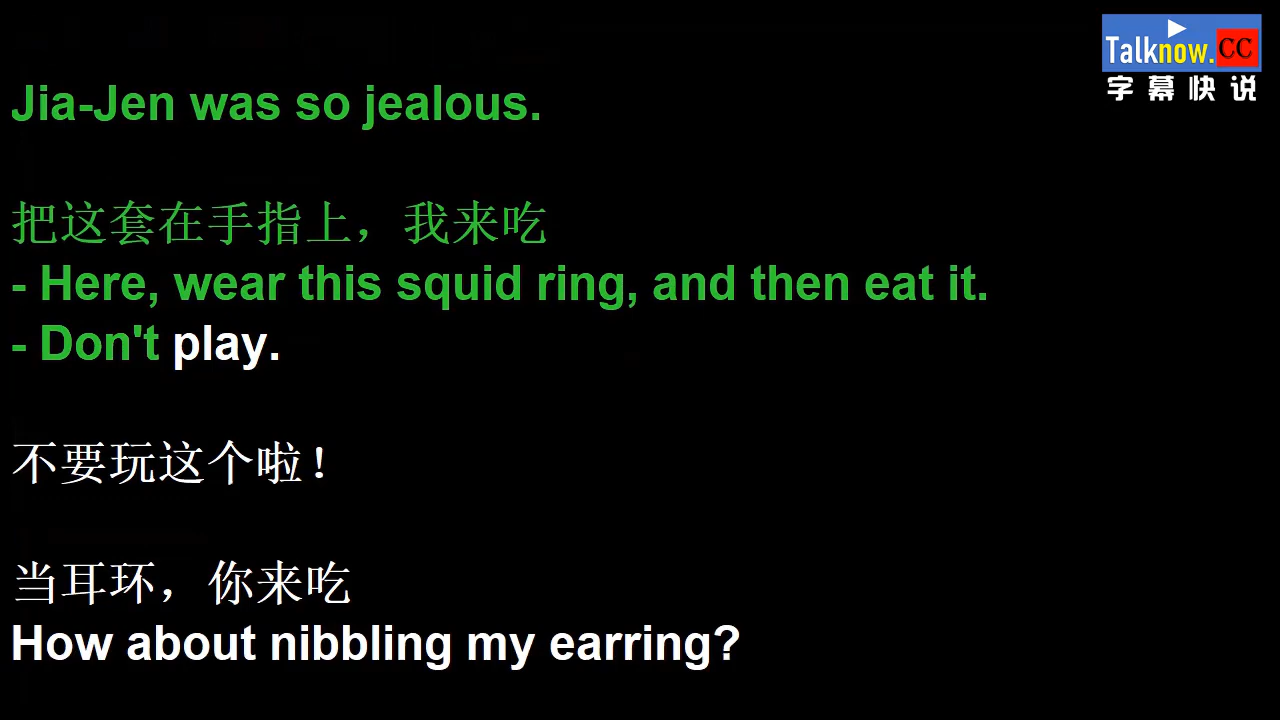 Talknow.CC
字幕快说
Jia-Jen was so jealous.
把这套在手指上，我来吃
- Here, wear this squid ring, and then eat it.
- Don't play.
不要玩这个啦！
当耳环，你来吃
How about nibbling my earring?